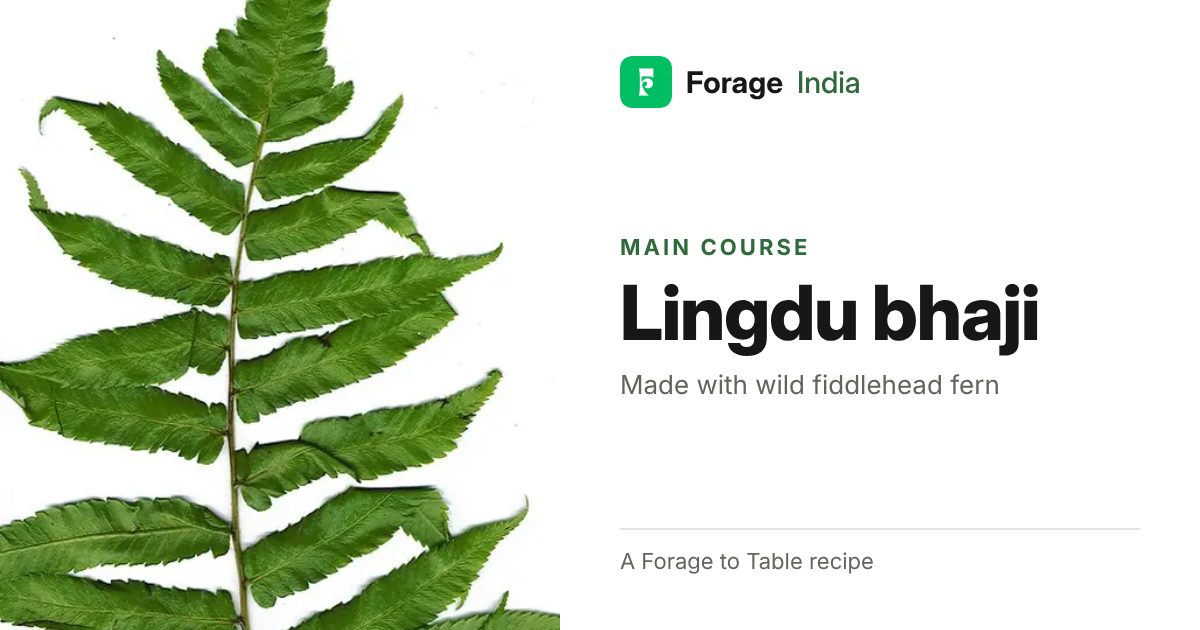 Forage India
MAIN COURSE
Lingdu bhaji
Made with wild fiddlehead fern
A Forage to Table recipe